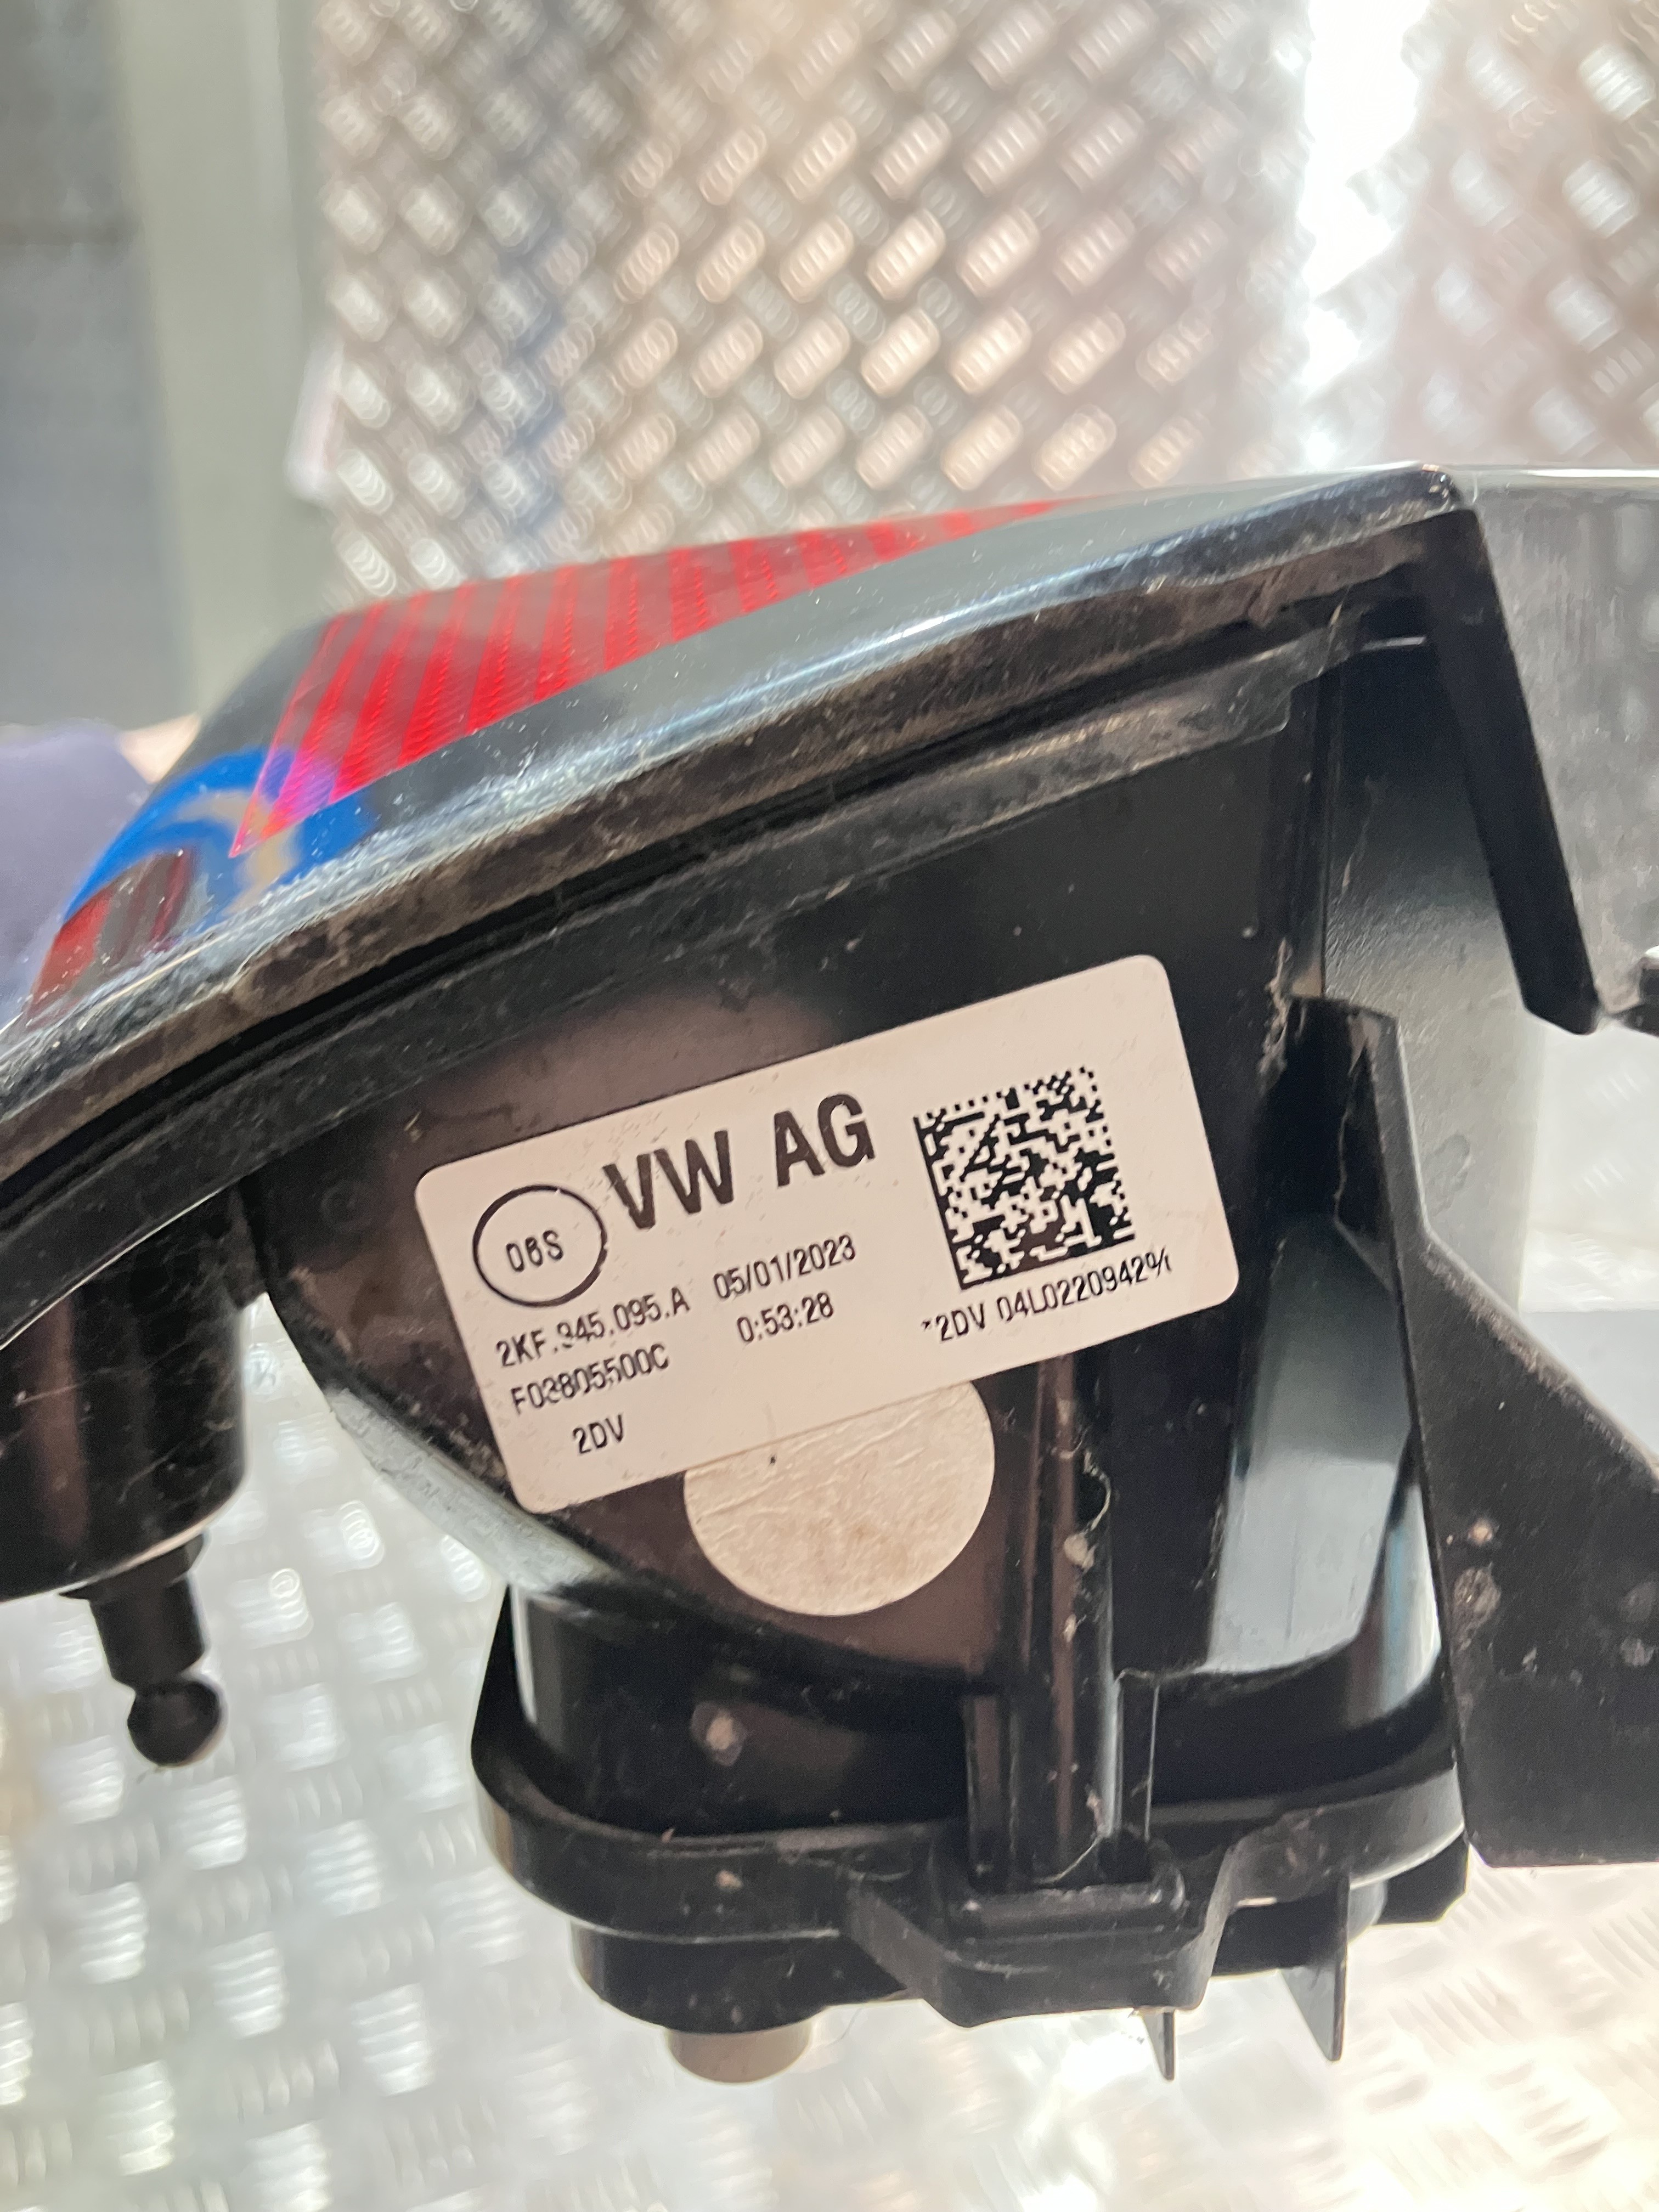 VW AG
06S
2KF.945.095.A 05/01/2023
F03805500C 0:53:28
2DV
*2DV 04L0220942%(